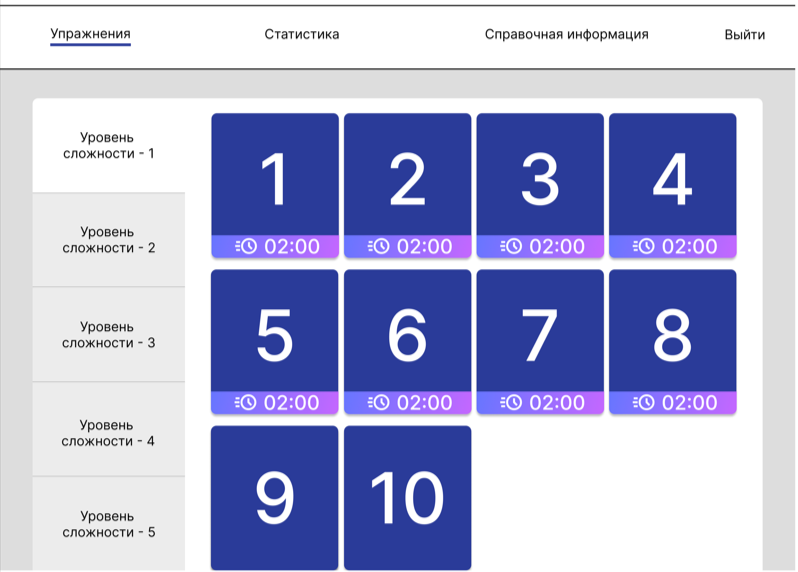 Упражнения
Статистика
Справочная информация
Выйти
Уровень
сложности - 1
Уровень
сложности - 2
Уровень
сложности - 3
Уровень
сложности - 4
Уровень
сложности - 5
1
2
3
4
02:00
02:00
02:00
02:00
5
6
7
8
02:00
02:00
02:00
02:00
9
10